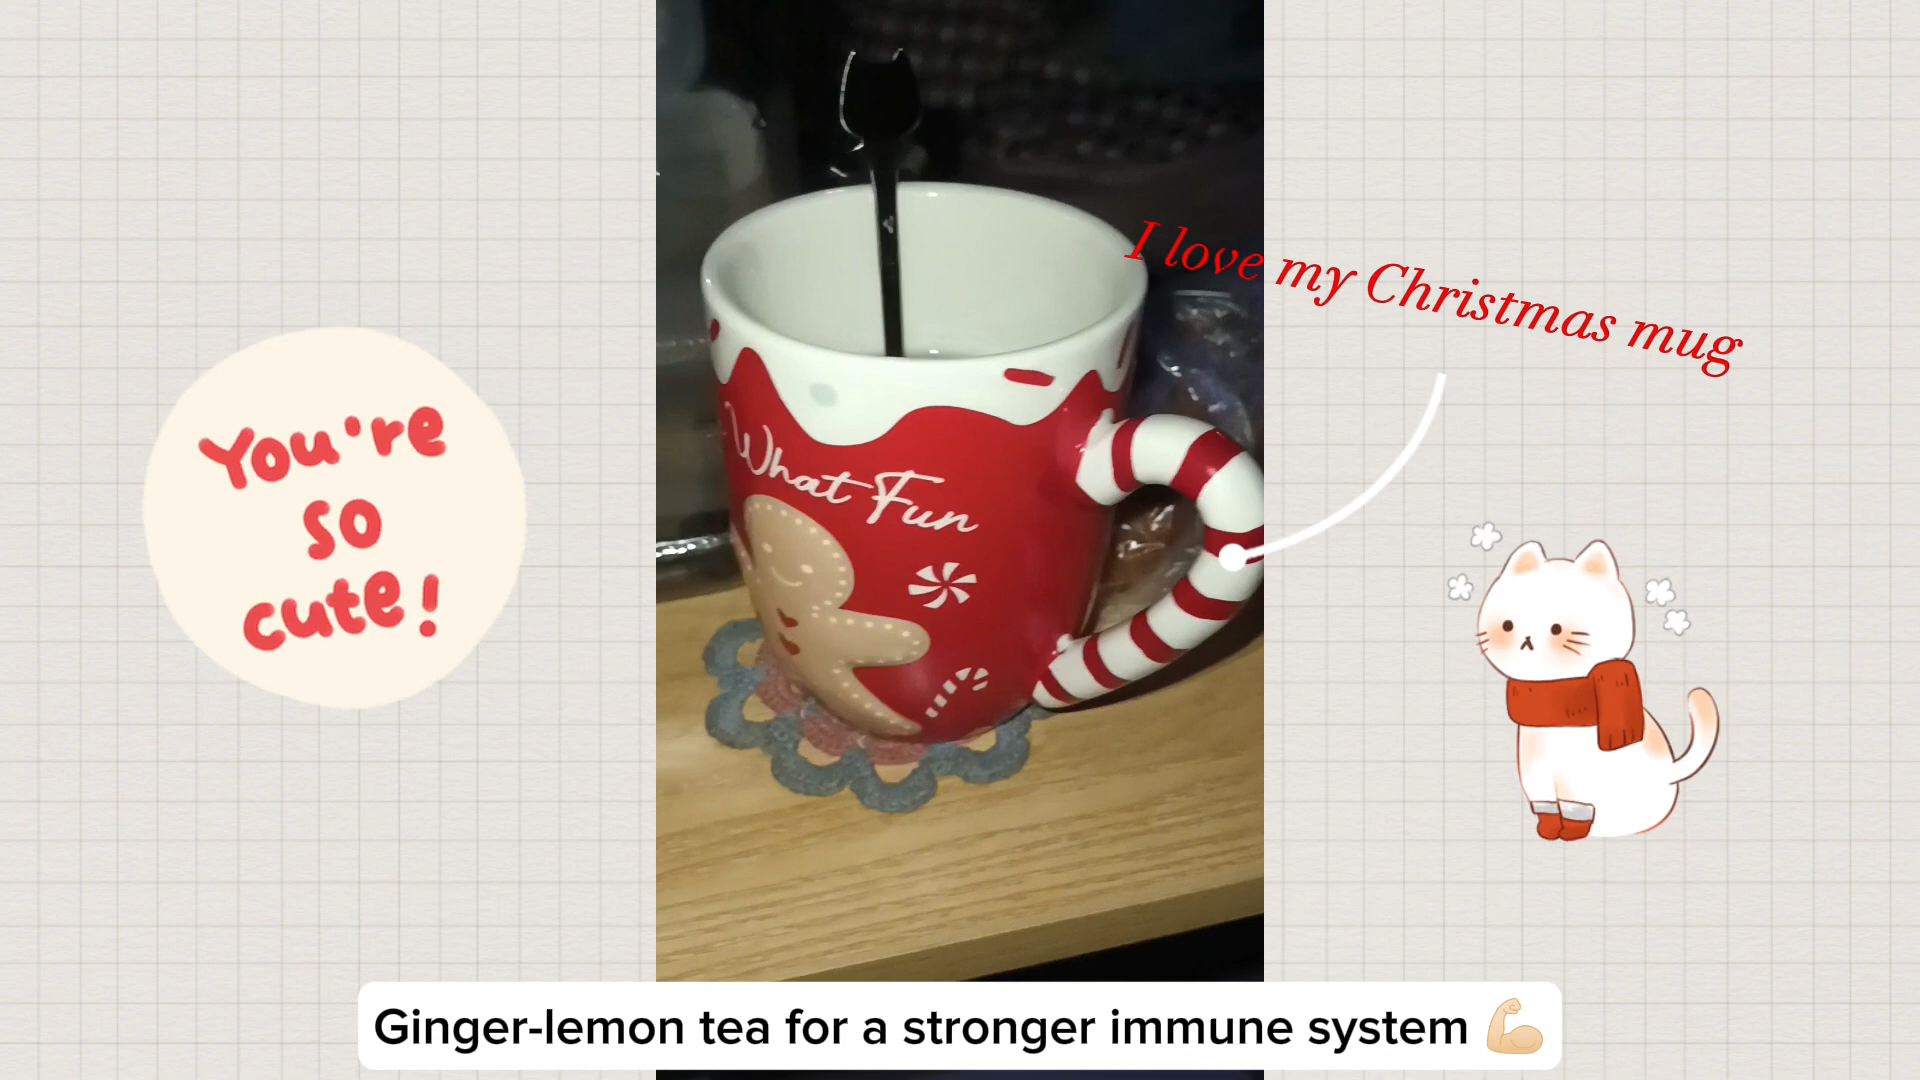 You're
so
cute!
I love my Christmas mug
What Fun
Ginger-lemon tea for a stronger immune system 💪🏻